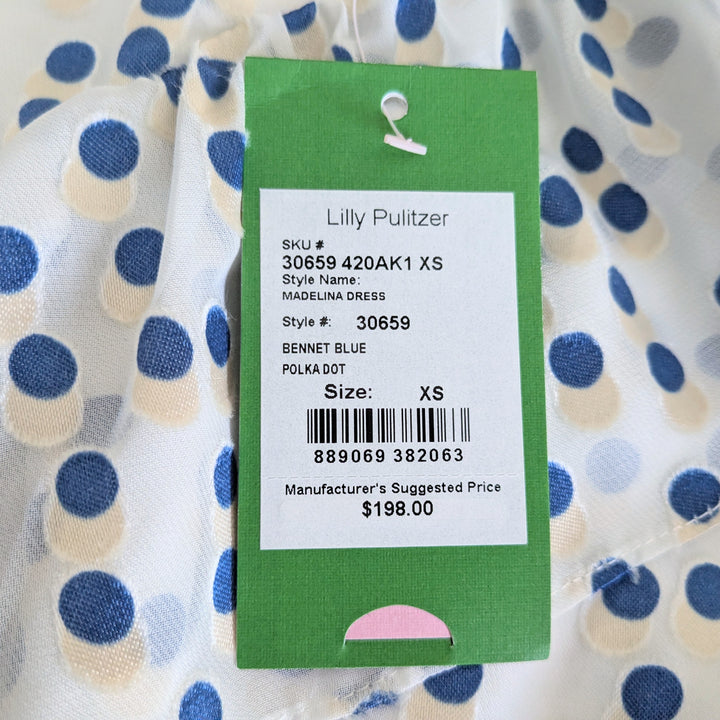 Lilly Pulitzer
SKU #
30659 420AK1 XS
Style Name:
MADELINA DRESS
Style #: 30659
BENNET BLUE
POLKA DOT
Size: XS
889069 382063
Manufacturer's Suggested Price
$198.00